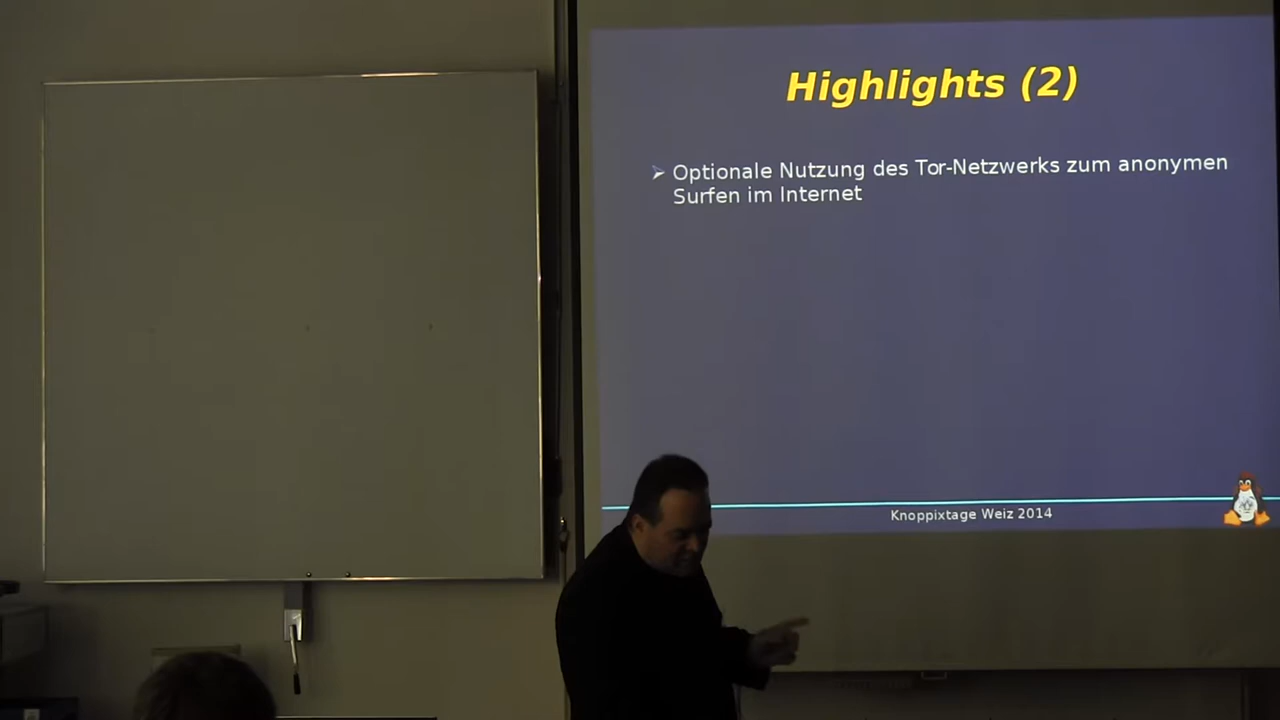 Highlights (2)
Optionale Nutzung des Tor-Netzwerks zum anonymen
Surfen im Internet
Knoppixtage Weiz 2014